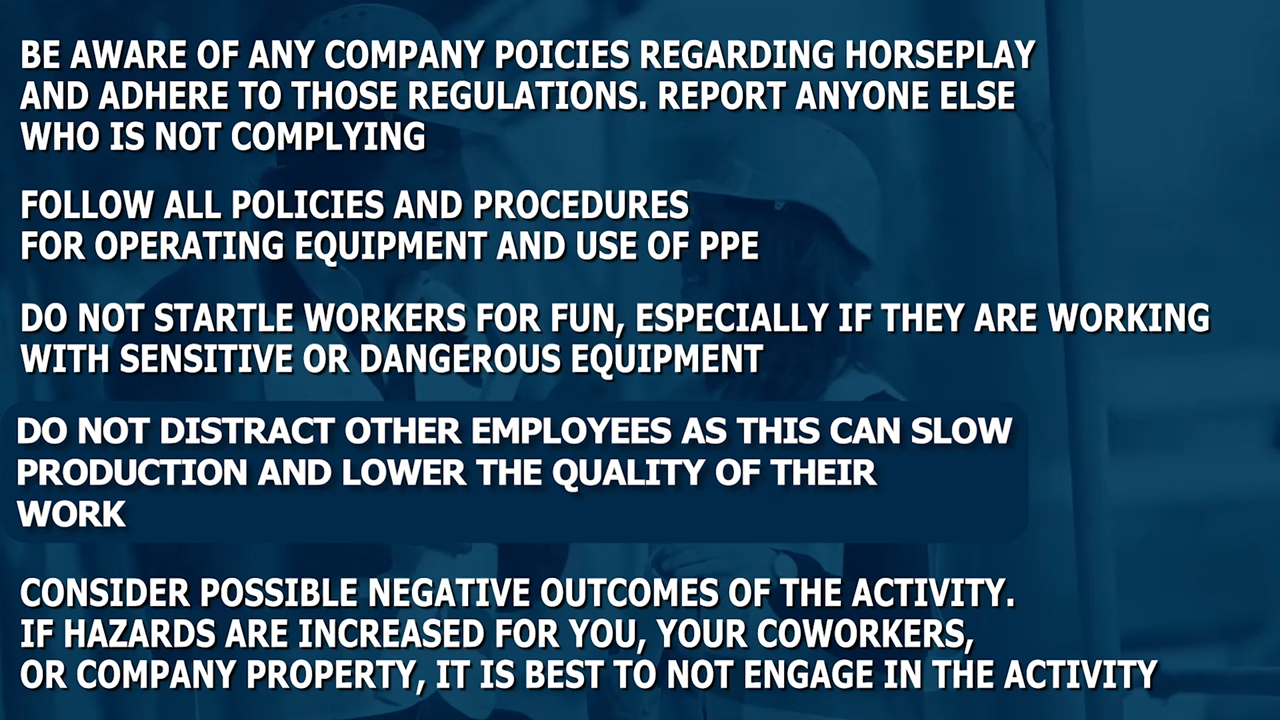 BE AWARE OF ANY COMPANY POICIES REGARDING HORSEPLAY
AND ADHERE TO THOSE REGULATIONS. REPORT ANYONE ELSE
WHO IS NOT COMPLYING
FOLLOW ALL POLICIES AND PROCEDURES
FOR OPERATING EQUIPMENT AND USE OF PPE
DO NOT STARTLE WORKERS FOR FUN, ESPECIALLY IF THEY ARE WORKING
WITH SENSITIVE OR DANGEROUS EQUIPMENT
DO NOT DISTRACT OTHER EMPLOYEES AS THIS CAN SLOW
PRODUCTION AND LOWER THE QUALITY OF THEIR
WORK
CONSIDER POSSIBLE NEGATIVE OUTCOMES OF THE ACTIVITY.
IF HAZARDS ARE INCREASED FOR YOU, YOUR COWORKERS,
OR COMPANY PROPERTY, IT IS BEST TO NOT ENGAGE IN THE ACTIVITY